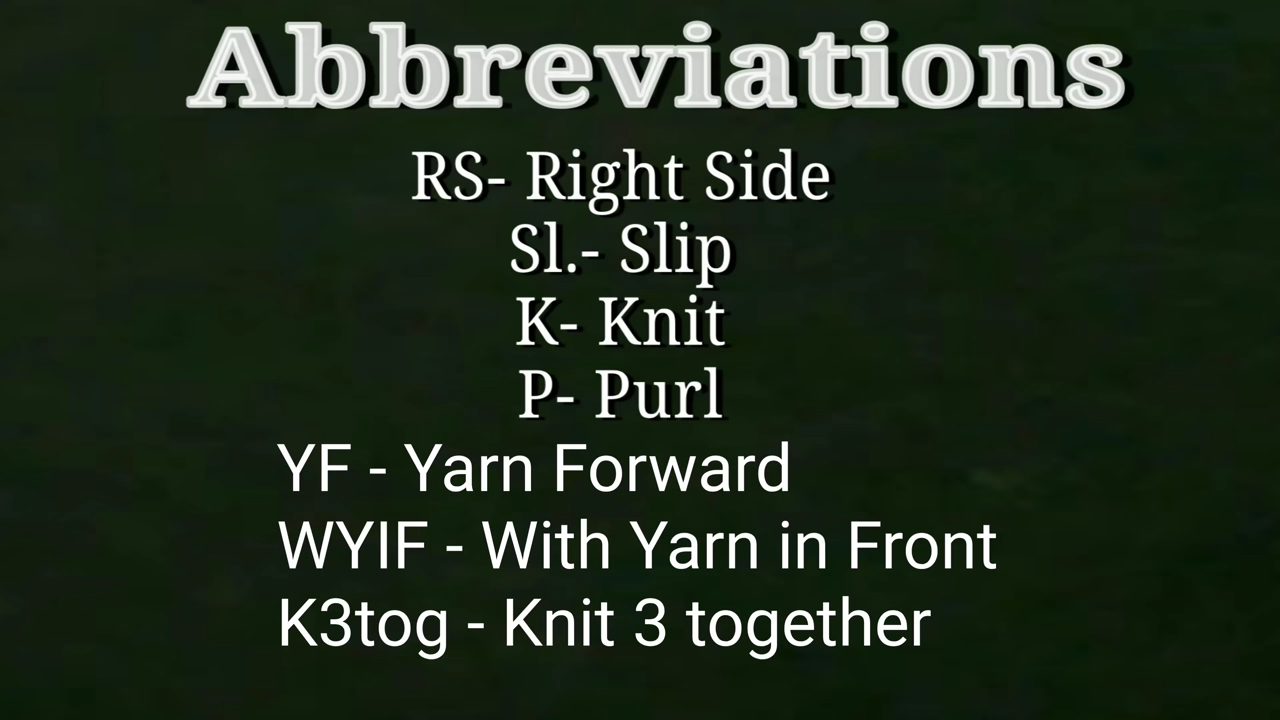 Abbreviations
RS- Right Side
Sl.- Slip
K- Knit
P- Purl
YF - Yarn Forward
WYIF - With Yarn in Front
K3tog - Knit 3 together